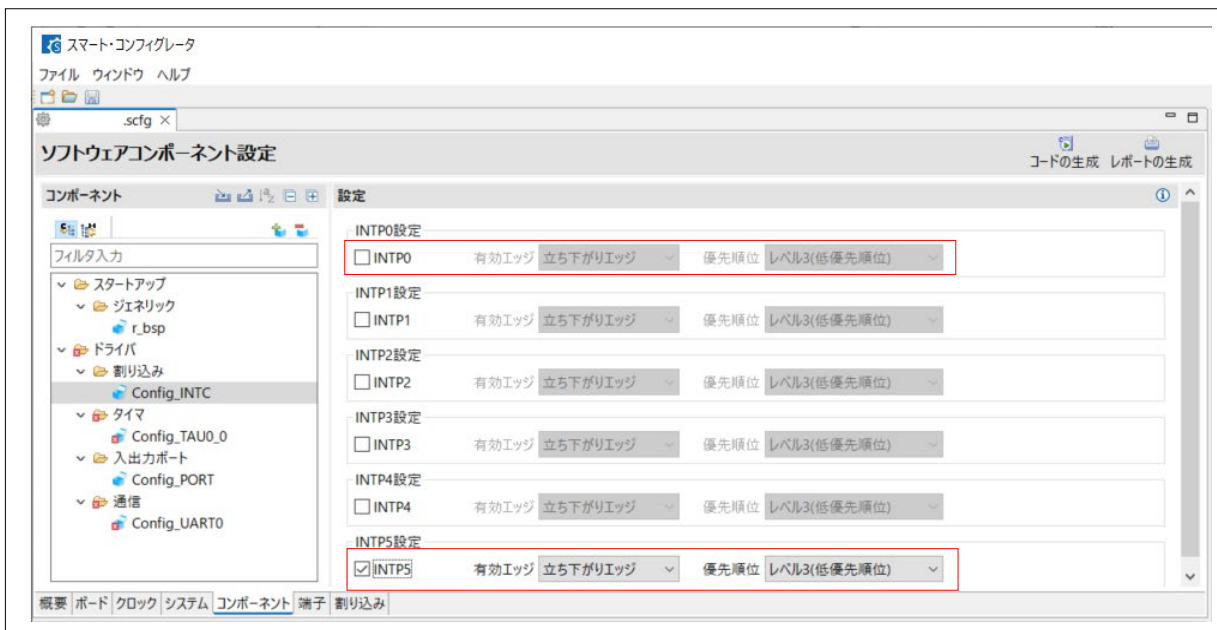 スマート・コンフィグレータ
ファイル ウィンドウ ヘルプ
.scfg ×
ソフトウェアコンポーネント設定
コードの生成 レポートの生成
コンポーネント
設定
フィルタ入力
スタートアップ
ジェネリック
r_bsp
ドライバ
割り込み
Config_INTC
タイマ
Config_TAU0_0
入出力ポート
Config_PORT
通信
Config_UART0
INTP0設定
INTP0 有効エッジ 立ち下がりエッジ 優先順位 レベル3(低優先順位)
INTP1設定
INTP1 有効エッジ 立ち下がりエッジ 優先順位 レベル3(低優先順位)
INTP2設定
INTP2 有効エッジ 立ち下がりエッジ 優先順位 レベル3(低優先順位)
INTP3設定
INTP3 有効エッジ 立ち下がりエッジ 優先順位 レベル3(低優先順位)
INTP4設定
INTP4 有効エッジ 立ち下がりエッジ 優先順位 レベル3(低優先順位)
INTP5設定
INTP5 有効エッジ 立ち下がりエッジ 優先順位 レベル3(低優先順位)
概要 ボード クロック システム コンポーネント 端子 割り込み